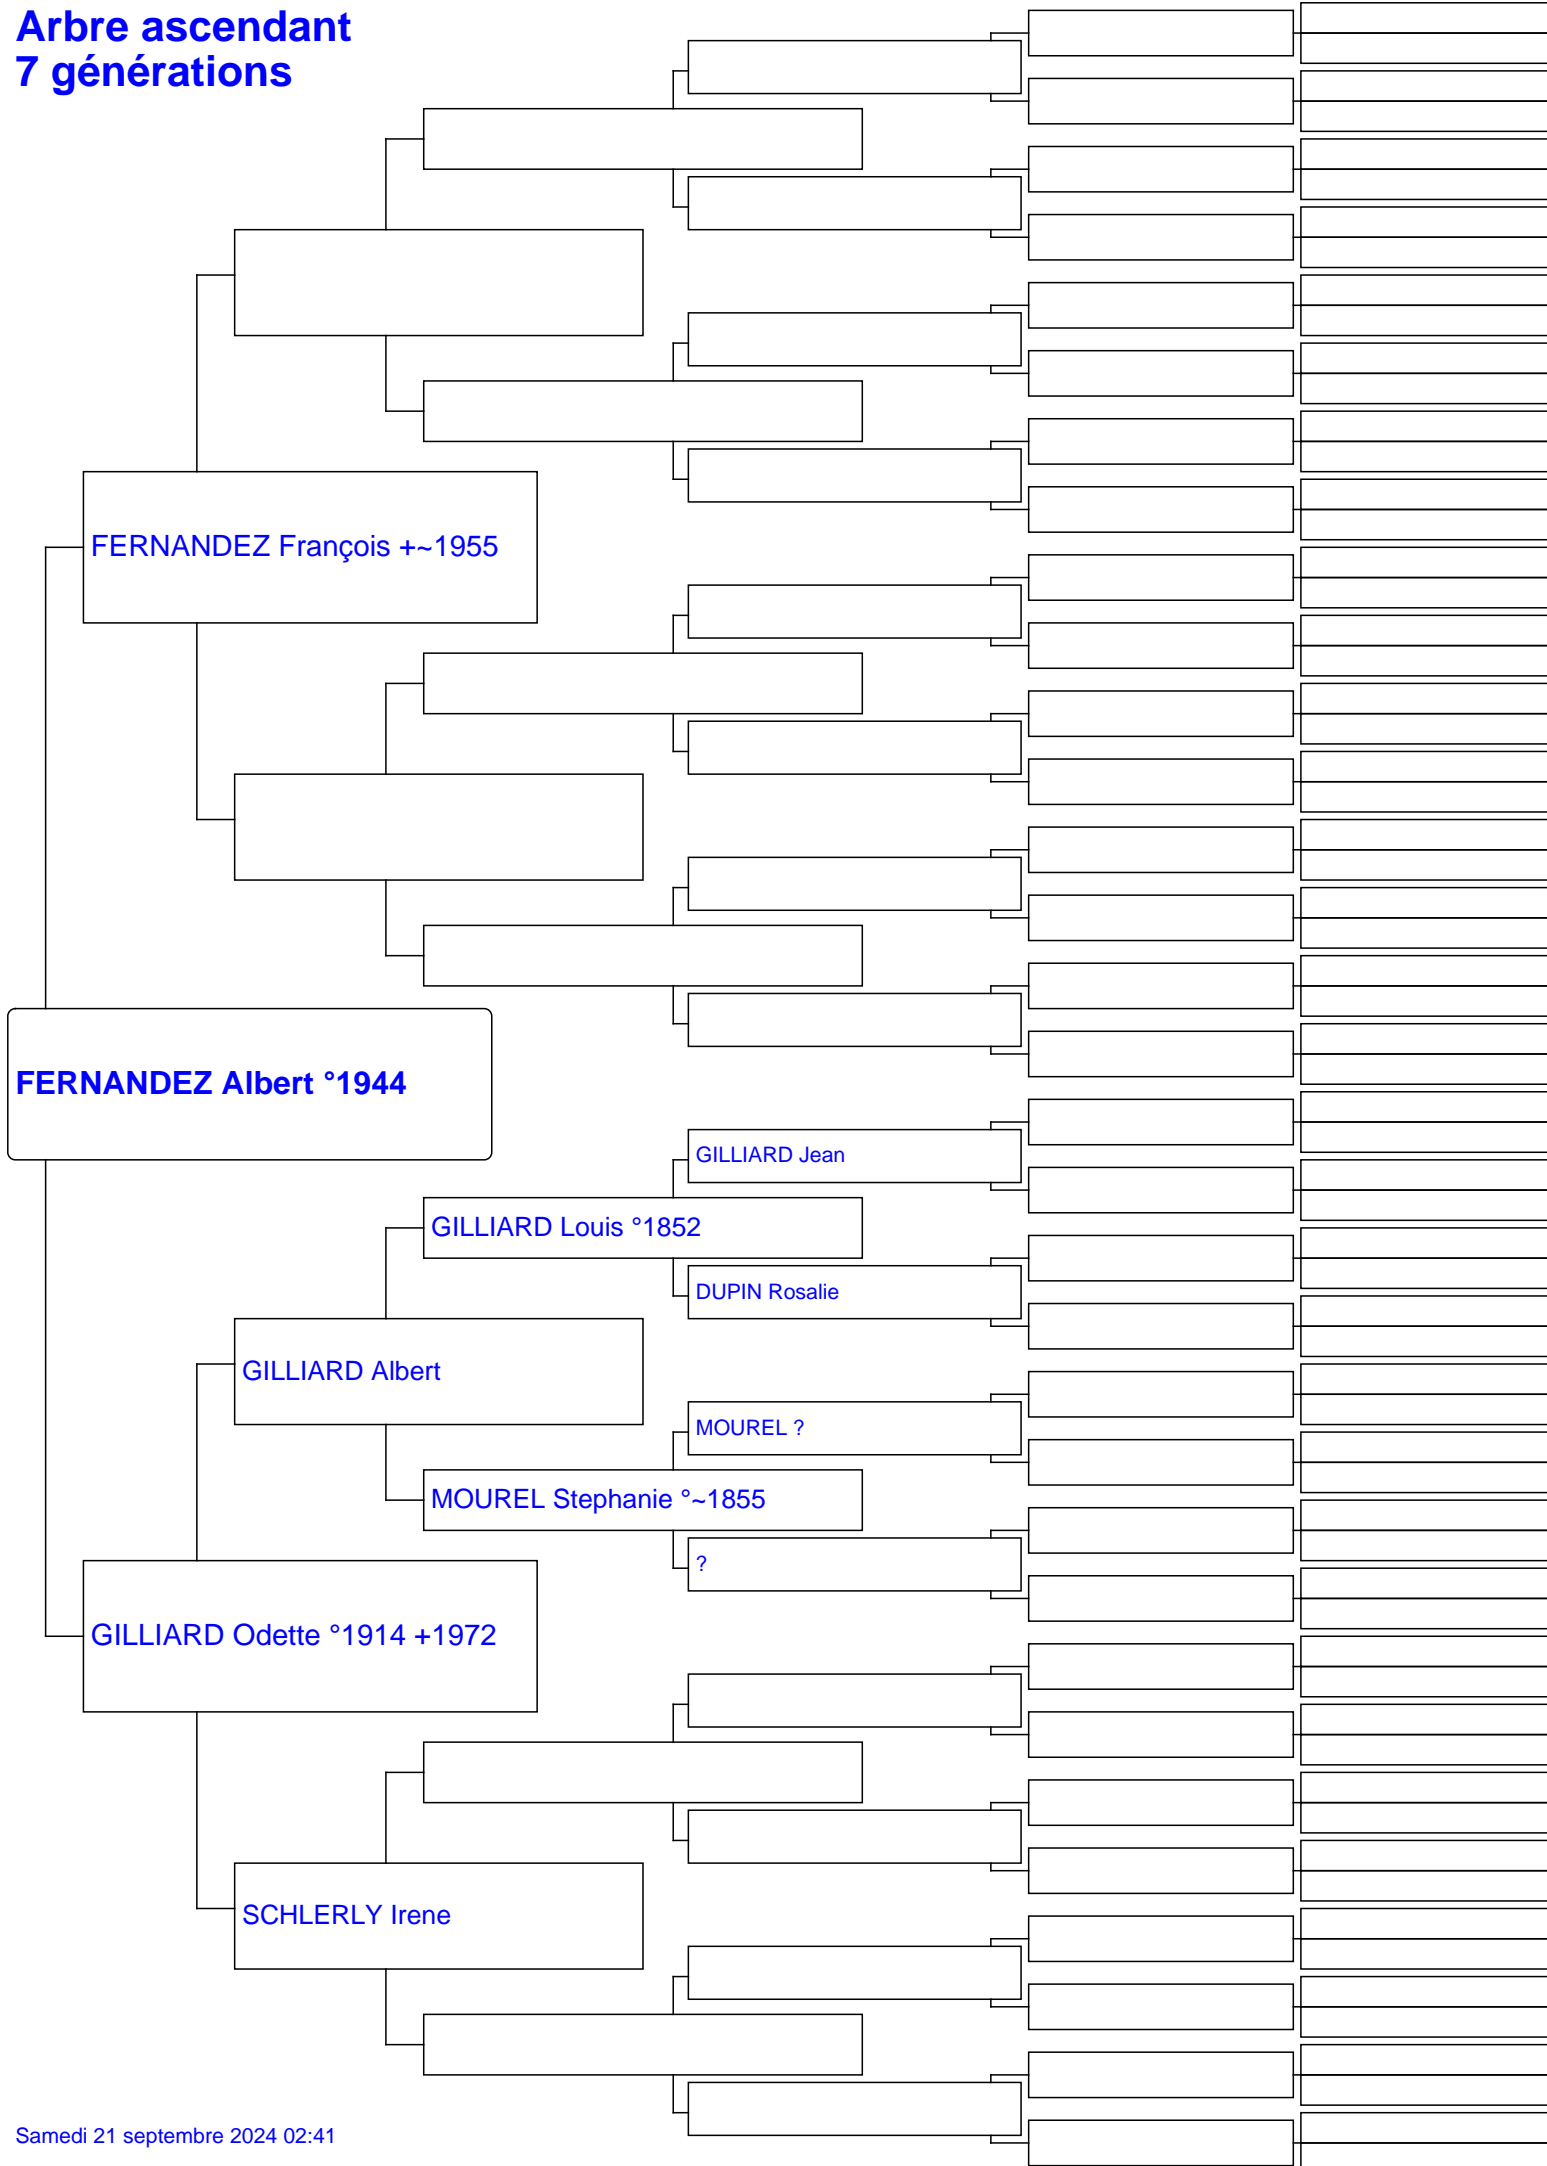 Arbre ascendant
7 générations
FERNANDEZ François +~1955
FERNANDEZ Albert °1944
GILLIARD Jean
GILLIARD Louis °1852
DUPIN Rosalie
GILLIARD Albert
MOUREL ?
MOUREL Stephanie °~1855
?
GILLIARD Odette °1914 +1972
SCHLERLY Irene
Samedi 21 septembre 2024 02:41